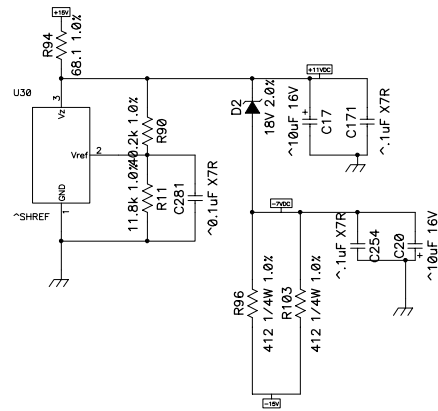 +15V
R94
68.1 1.0%
U30
3
Vz
Vref
2
GND
1
^SHREF
40.2k 1.0%
R90
11.8k 1.0%
R11
C281
^0.1uF X7R
D2
18V 2.0%
+11VDC
^10uF 16V
+
C17
C171
^.1uF X7R
-7VDC
^.1uF X7R
C254
C20
+
^10uF 16V
R96
412 1/4W 1.0%
R103
412 1/4W 1.0%
-15V